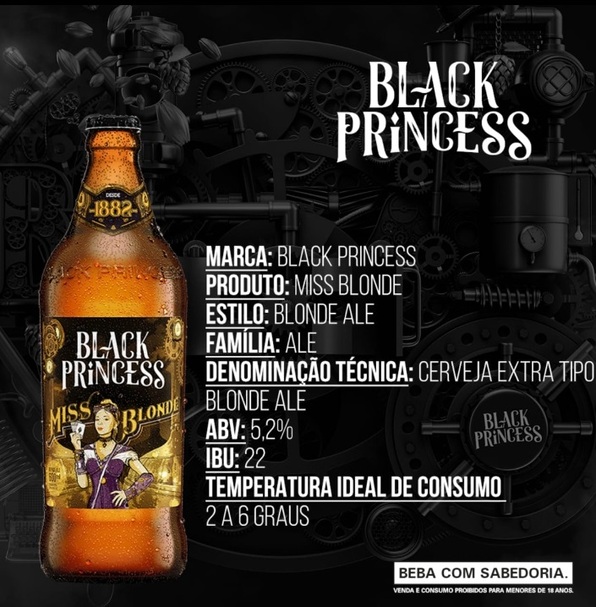 BLACK
PRiNCESS
DESDE
1882
BLACK PRINCESS
MARCA: BLACK PRINCESS
PRODUTO: MISS BLONDE
ESTILO: BLONDE ALE
FAMÍLIA: ALE
DENOMINAÇÃO TÉCNICA: CERVEJA EXTRA TIPO
BLONDE ALE
ABV: 5,2%
IBU: 22
TEMPERATURA IDEAL DE CONSUMO
2 A 6 GRAUS
BLACK
PRiNCESS
MISS BLONDE
BLACK
PRiNCESS
BEBA COM SABEDORIA.
VENDA E CONSUMO PROIBIDOS PARA MENORES DE 18 ANOS.